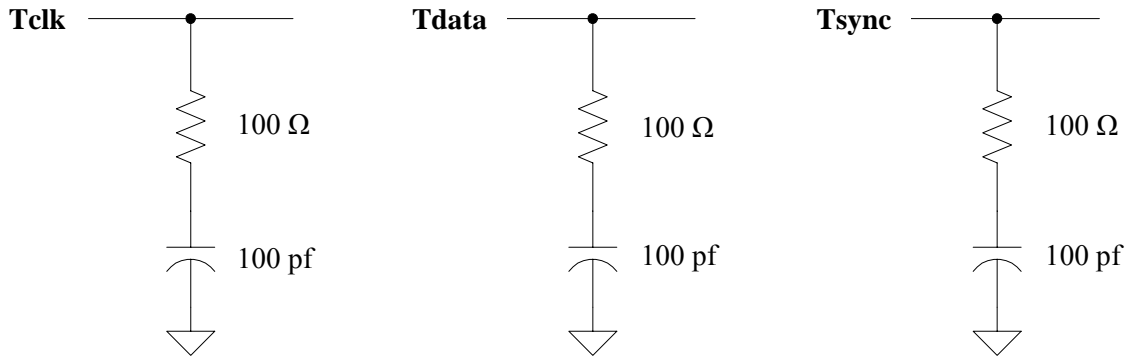 Tclk Tdata Tsync
100 Ω 100 Ω 100 Ω
100 pf 100 pf 100 pf